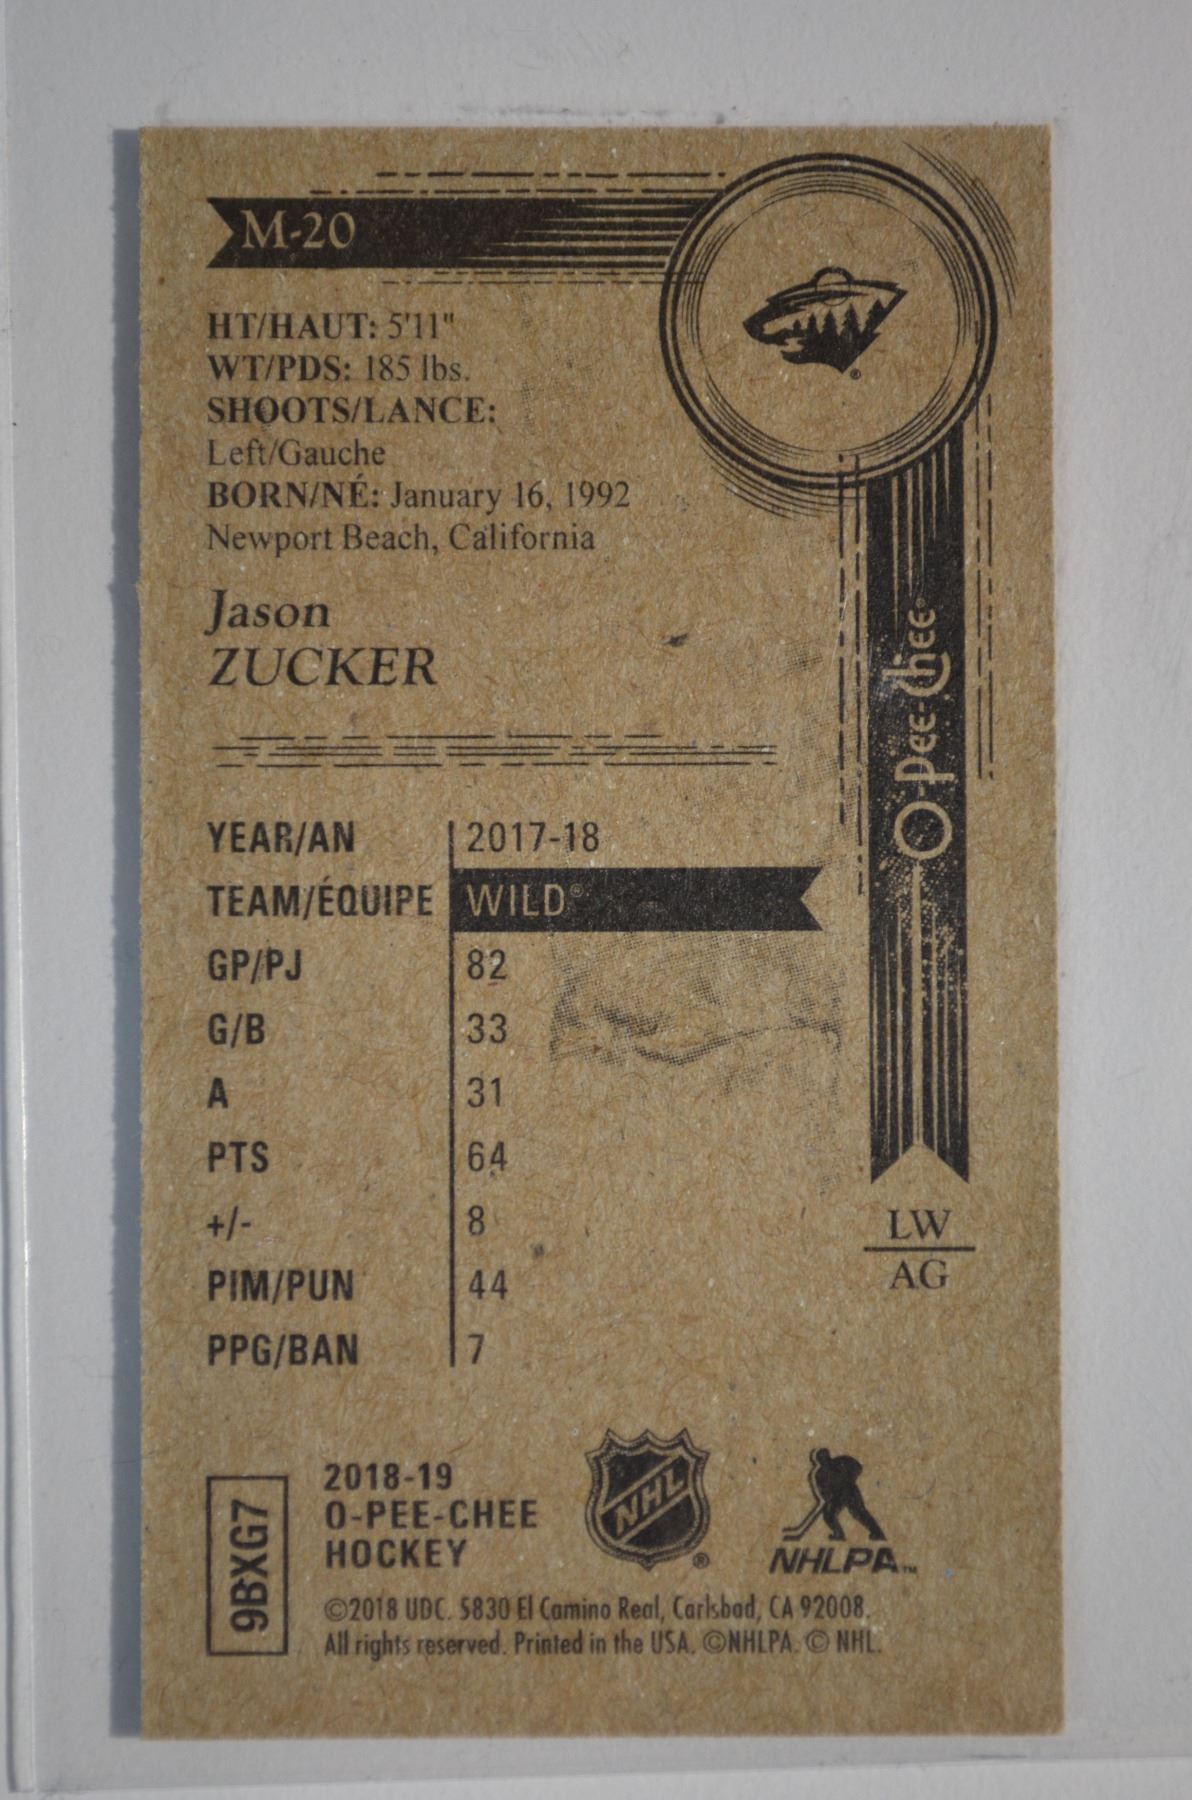 M-20
HT/HAUT: 5'11"
WT/PDS: 185 lbs.
SHOOTS/LANCE:
Left/Gauche
BORN/NÉ: January 16, 1992
Newport Beach, California
Jason
ZUCKER
O-Pee-Chee®
YEAR/AN 2017-18
TEAM/ÉQUIPE WILD®
GP/PJ 82
G/B 33
A 31
PTS 64
+/- 8
PIM/PUN 44
PPG/BAN 7
LW
AG
9BXG7
2018-19
O-PEE-CHEE
HOCKEY
NHL®
NHLPA™
©2018 UDC. 5830 El Camino Real, Carlsbad, CA 92008.
All rights reserved. Printed in the USA. ©NHLPA. © NHL.